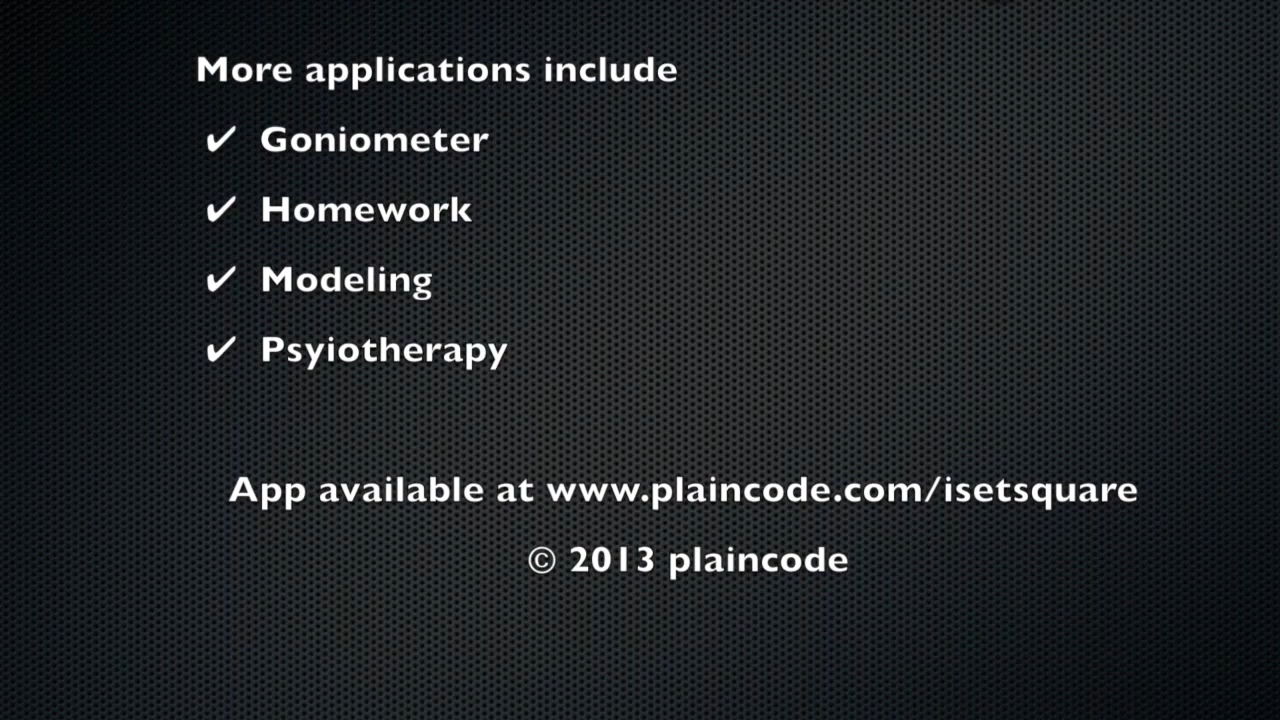 More applications include
✔ Goniometer
✔ Homework
✔ Modeling
✔ Psyiotherapy
App available at www.plaincode.com/isetsquare
© 2013 plaincode